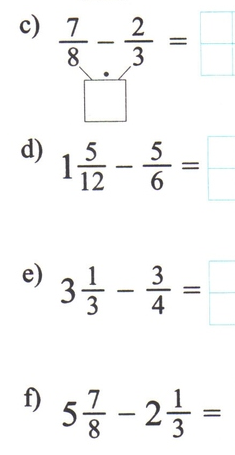 c) 7/8 − 2/3 =
d) 1 5/12 − 5/6 =
e) 3 1/3 − 3/4 =
f) 5 7/8 − 2 1/3 =